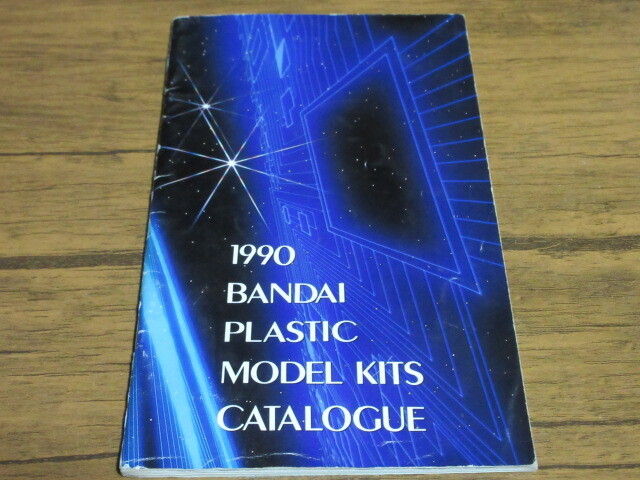 1990
BANDAI
PLASTIC
MODEL KITS
CATALOGUE